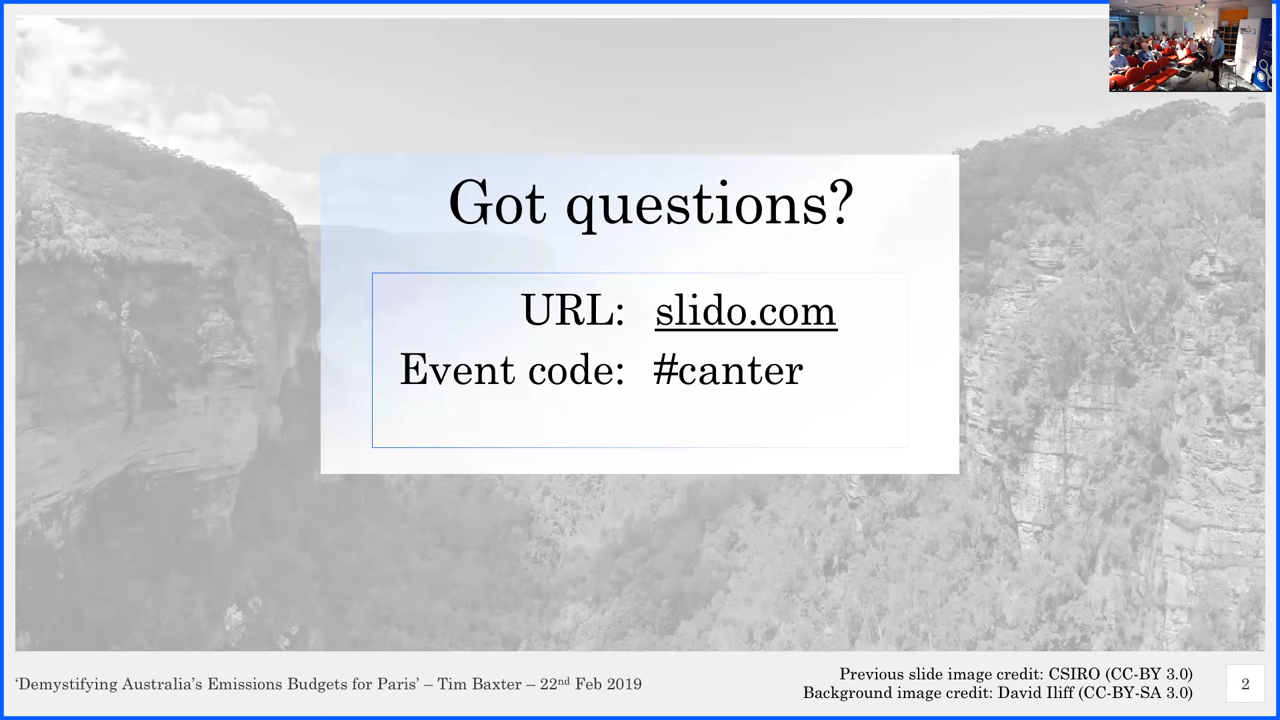 Got questions?
URL: slido.com
Event code: #canter
‘Demystifying Australia’s Emissions Budgets for Paris’ – Tim Baxter – 22nd Feb 2019
Previous slide image credit: CSIRO (CC-BY 3.0)
Background image credit: David Iliff (CC-BY-SA 3.0)
2